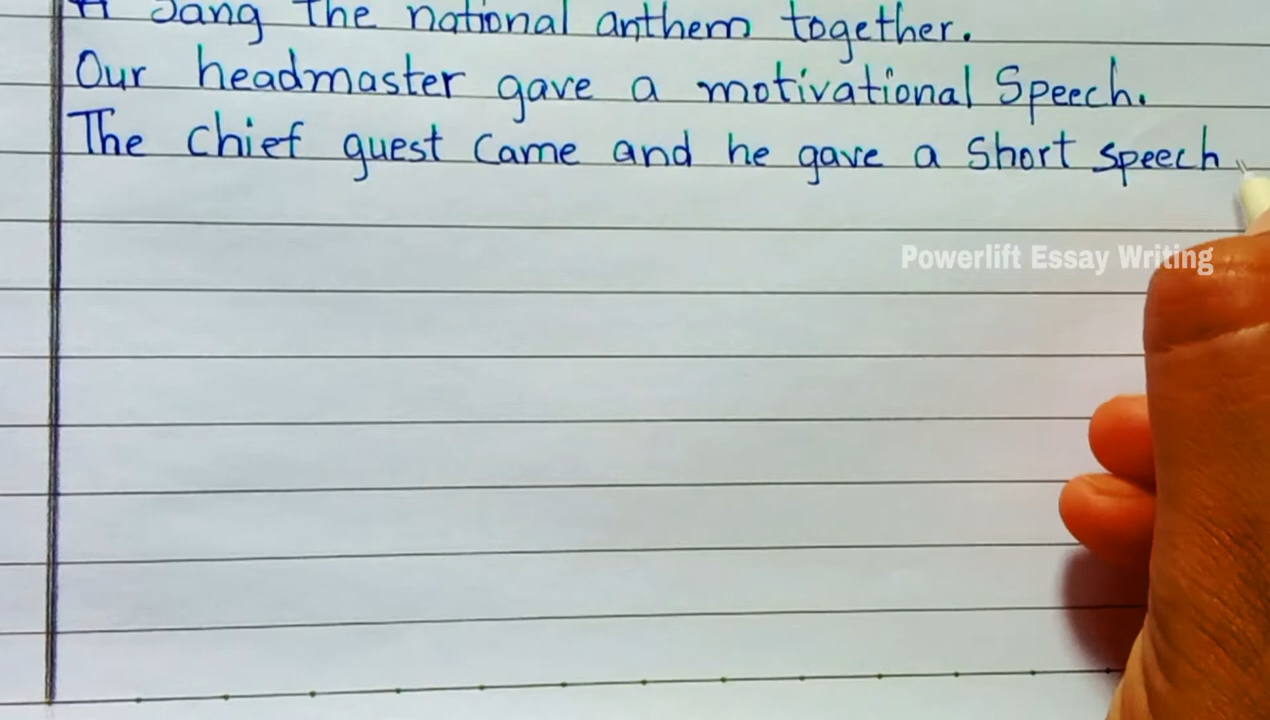 Sang the national anthem together.
Our headmaster gave a motivational Speech.
The Chief guest Came and he gave a Short speech
Powerlift Essay Writing